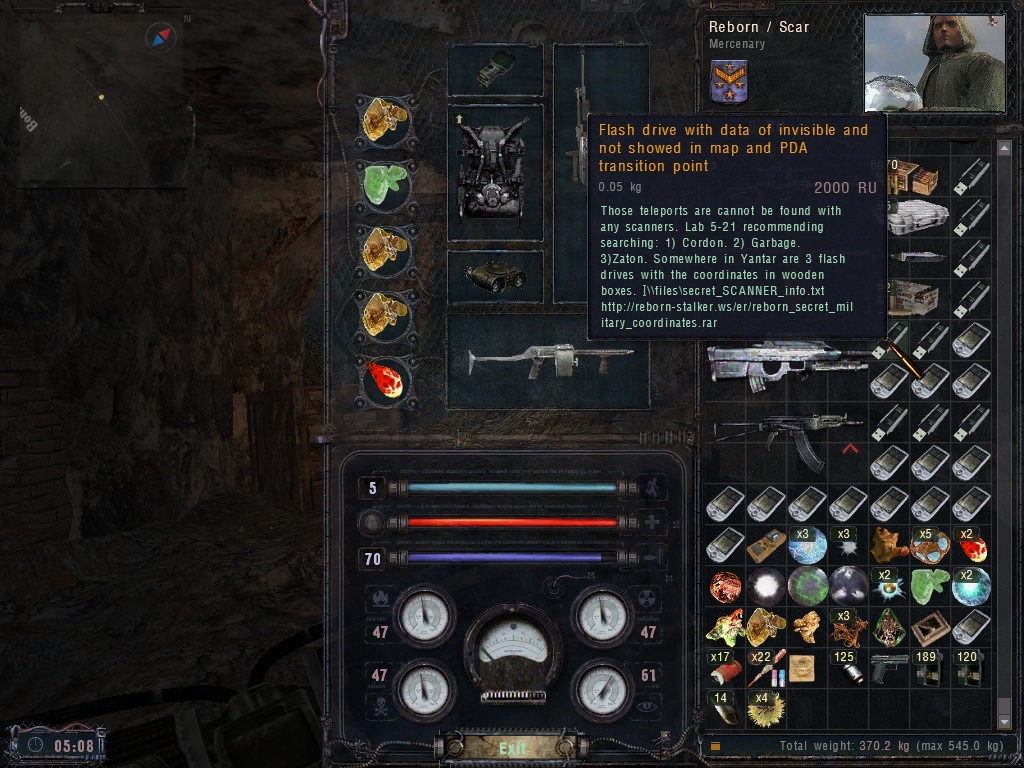 N
Reborn / Scar
Mercenary
Flash drive with data of invisible and
not showed in map and PDA
transition point
0.05 kg
2000 RU
Those teleports are cannot be found with
any scanners. Lab 5-21 recommending
searching: 1) Cordon. 2) Garbage.
3)Zaton. Somewhere in Yantar are 3 flash
drives with the coordinates in wooden
boxes. ]\\files\secret_SCANNER_info.txt
http://reborn-stalker.ws/er/reborn_secret_mil
itary_coordinates.rar
5
70
47
47
47
61
x3
x3
x5
x2
x2
x2
x3
x17
x22
125
189
120
14
x4
05:08
Exit
Total weight: 370.2 kg (max 545.0 kg)